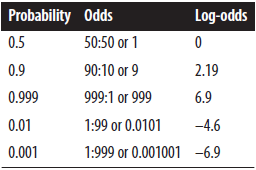 Probability Odds Log-odds
0.5 50:50 or 1 0
0.9 90:10 or 9 2.19
0.999 999:1 or 999 6.9
0.01 1:99 or 0.0101 –4.6
0.001 1:999 or 0.001001 –6.9